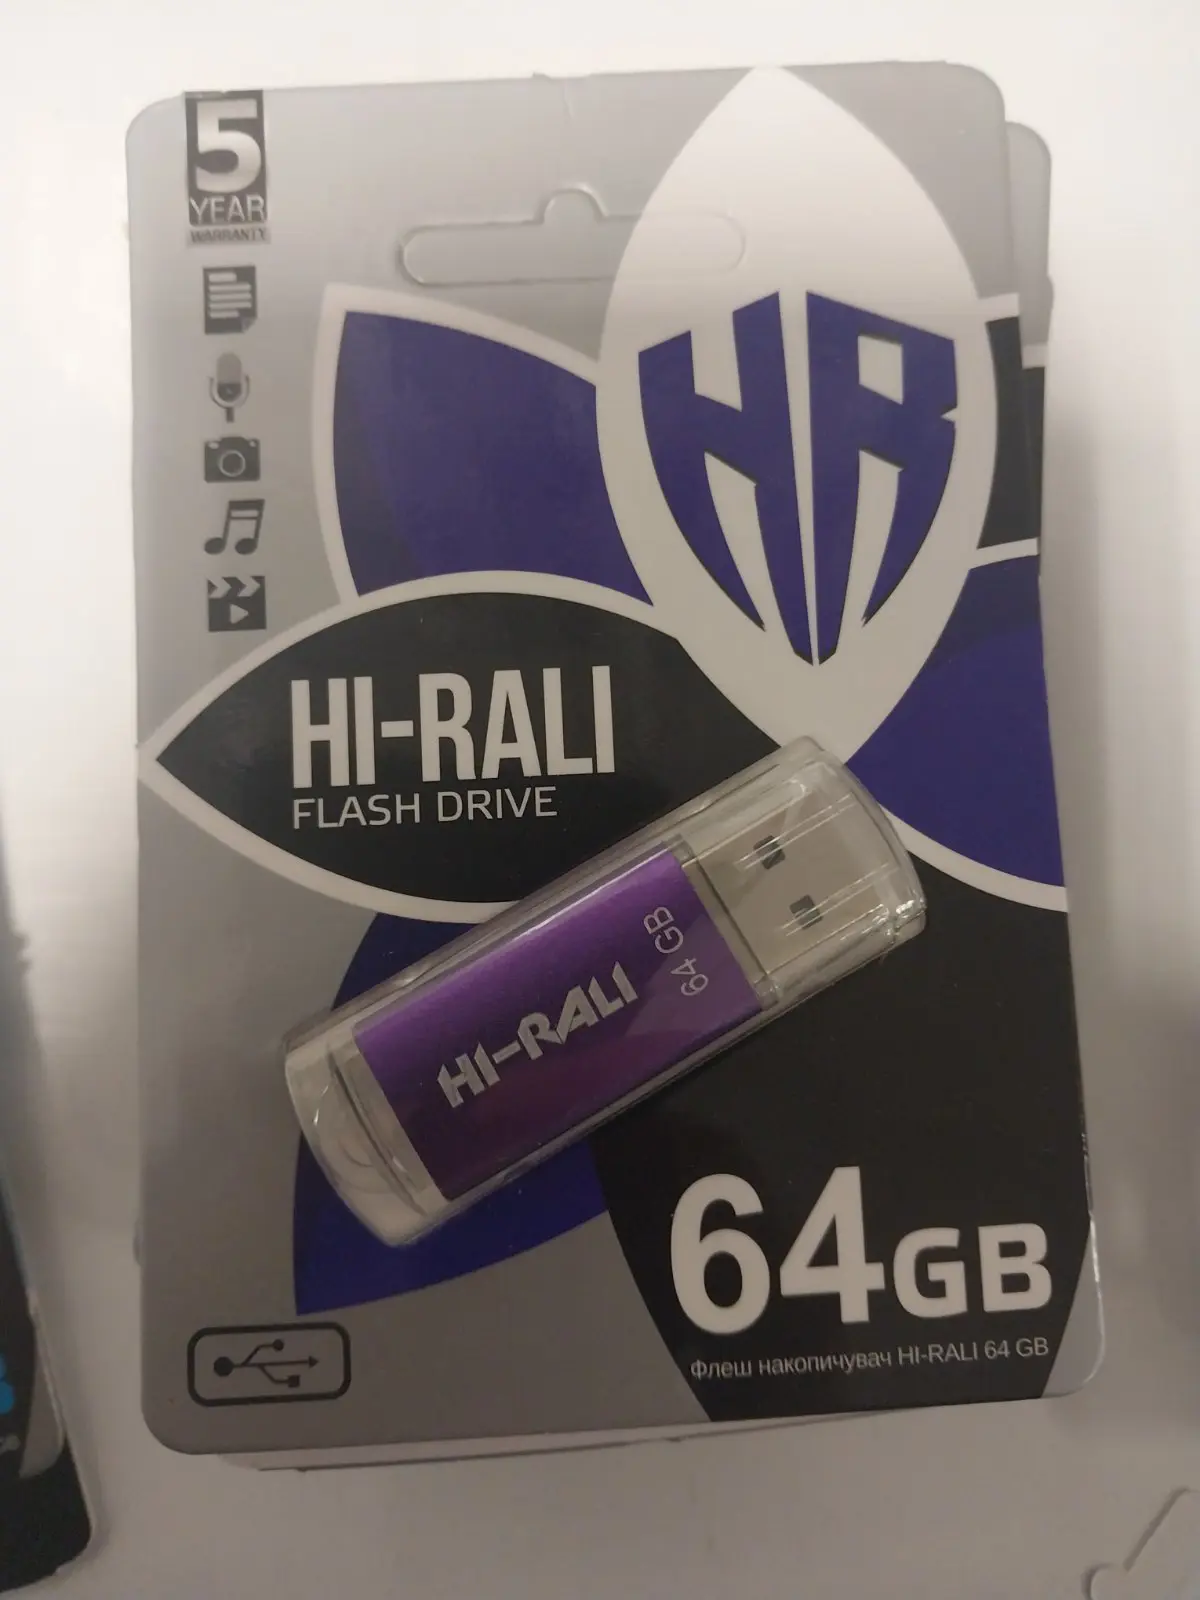 5
YEAR
WARRANTY
HR
HI-RALI
FLASH DRIVE
HI-RALI
64 GB
64GB
Флеш накопичувач HI-RALI 64 GB